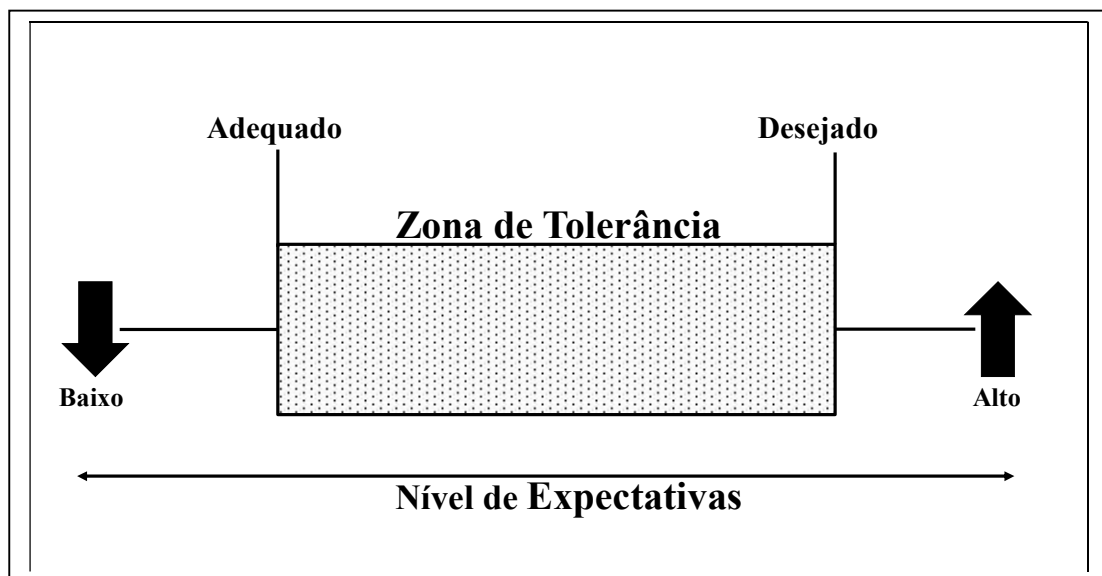 Adequado
Desejado
Zona de Tolerância
Baixo
Alto
Nível de Expectativas